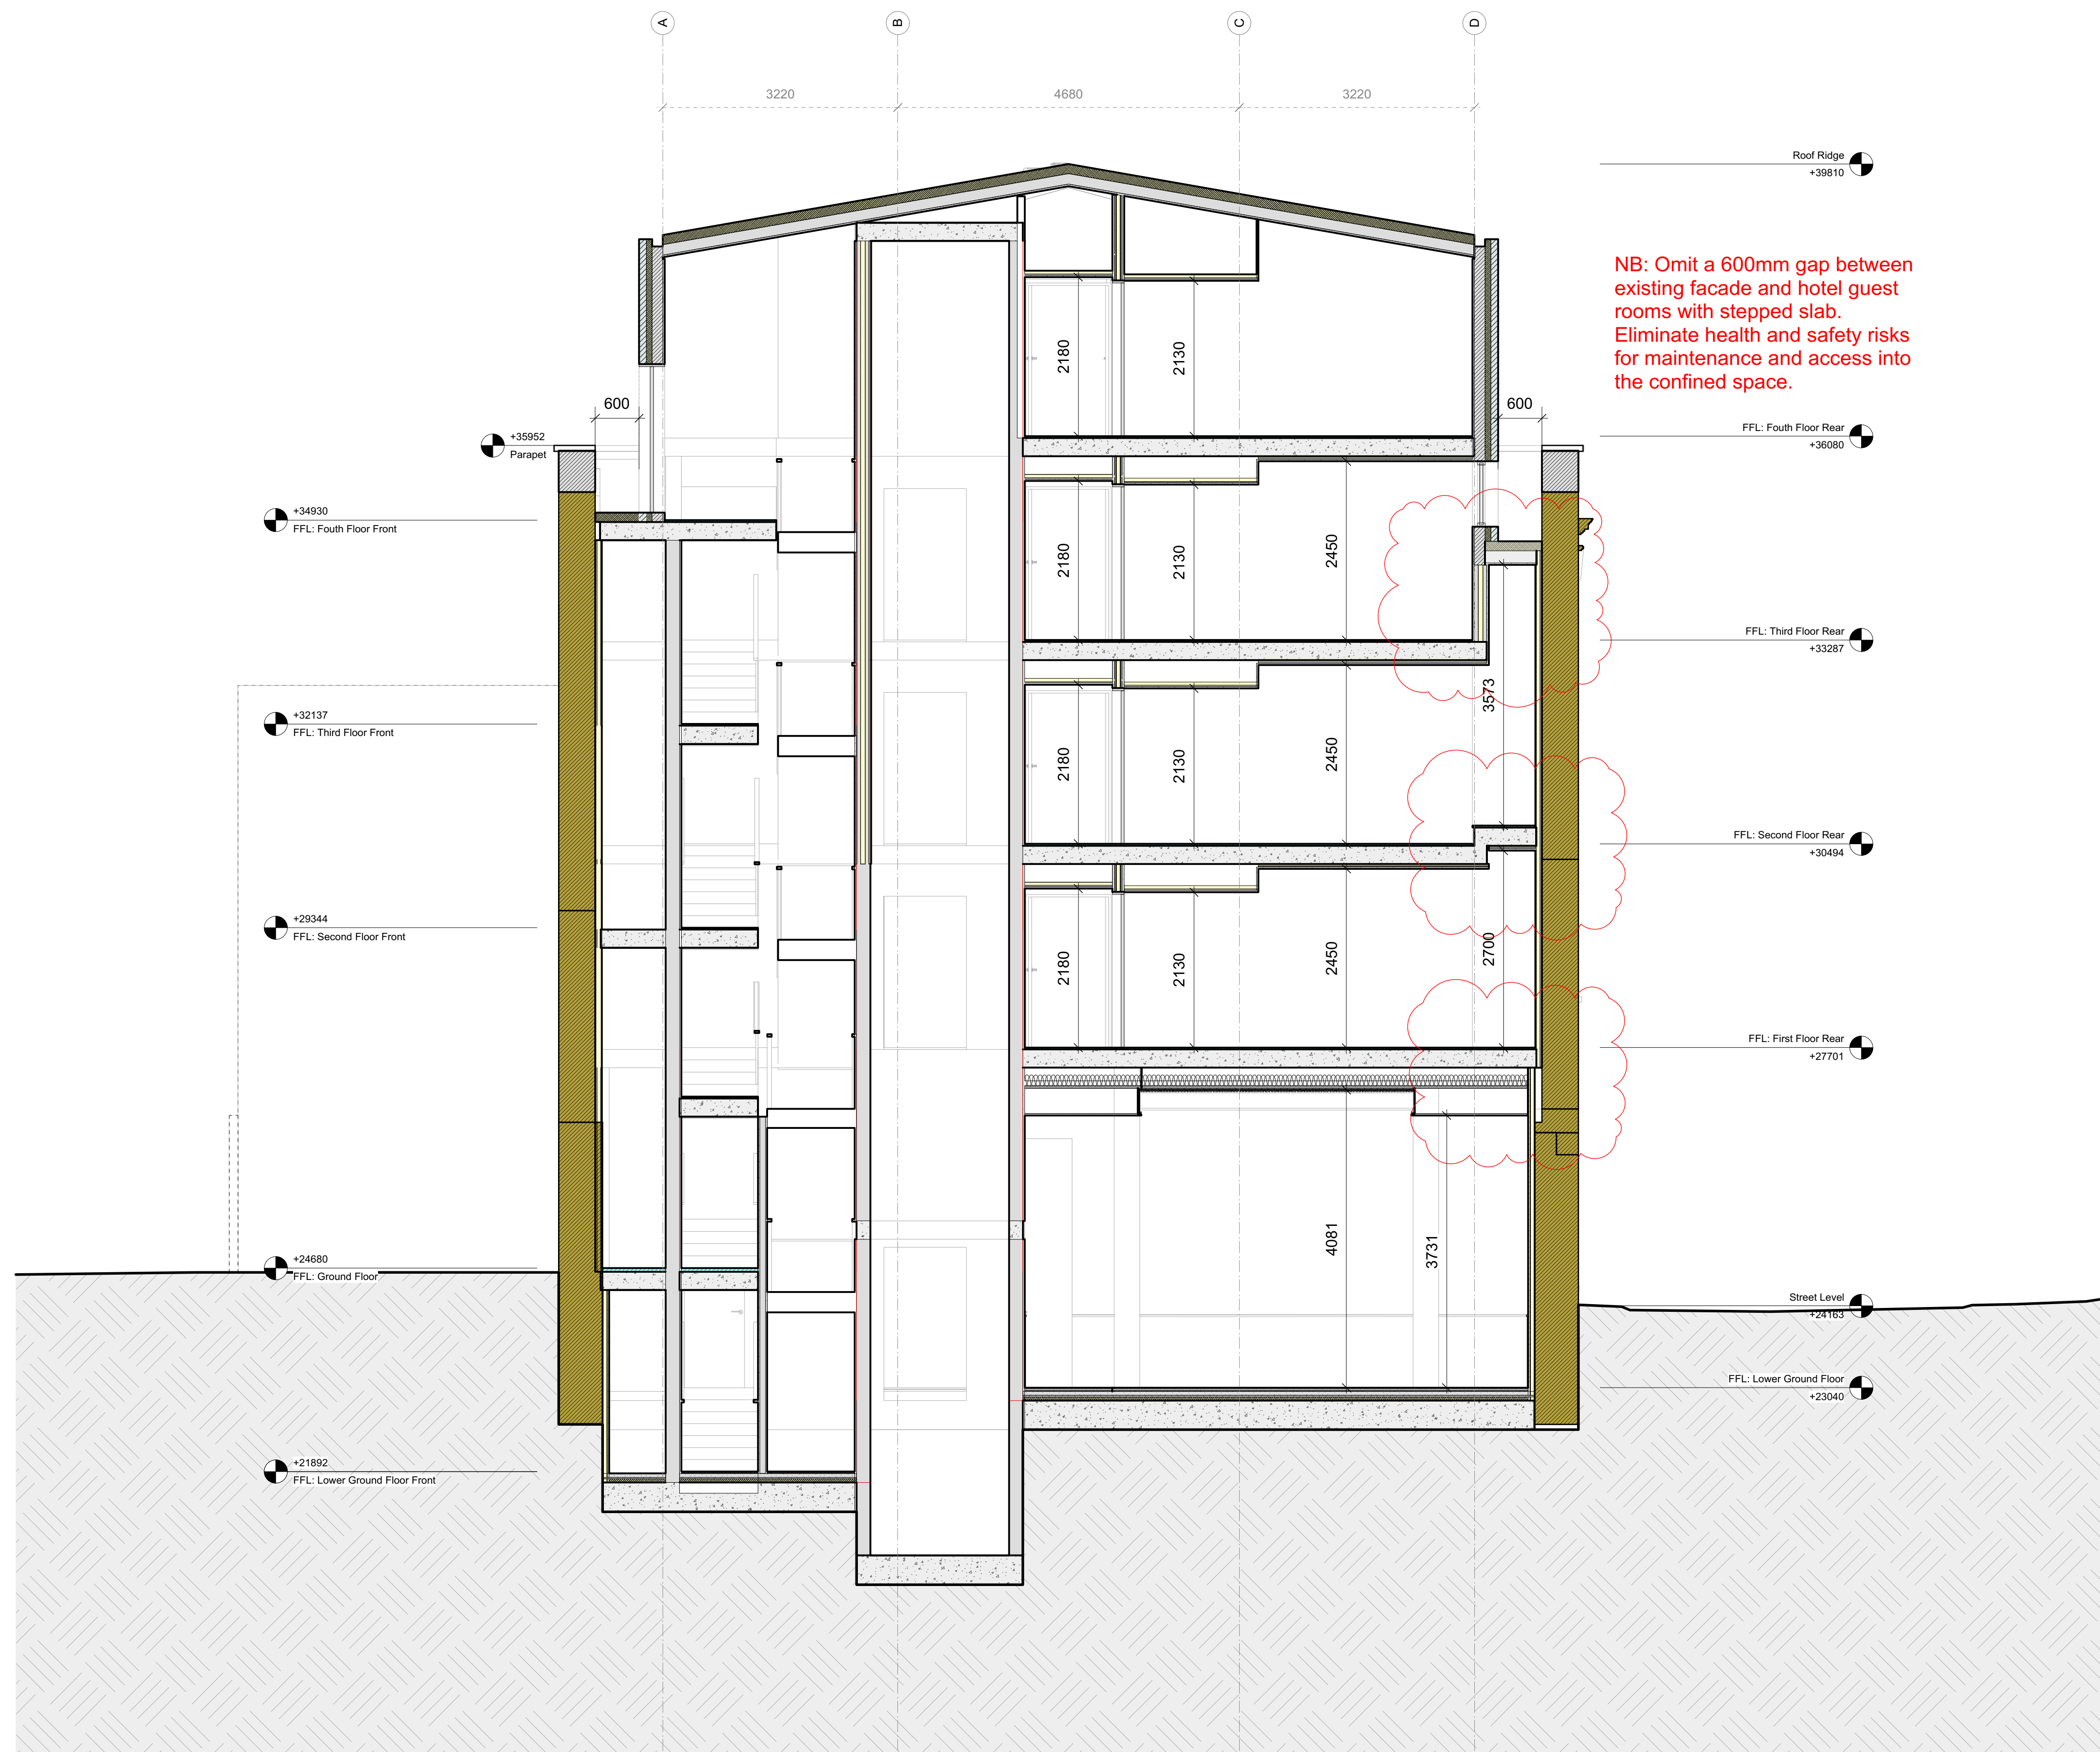 A
B
C
D
3220
4680
3220
Roof Ridge
+39810
NB: Omit a 600mm gap between
existing facade and hotel guest
rooms with stepped slab.
Eliminate health and safety risks
for maintenance and access into
the confined space.
2180
2130
600
600
+35952
Parapet
FFL: Fouth Floor Rear
+36080
+34930
FFL: Fouth Floor Front
2180
2130
2450
FFL: Third Floor Rear
+33287
+32137
FFL: Third Floor Front
2180
2130
2450
3573
FFL: Second Floor Rear
+30494
+29344
FFL: Second Floor Front
2180
2130
2450
2700
FFL: First Floor Rear
+27701
+24680
FFL: Ground Floor
4081
3731
Street Level
+24163
FFL: Lower Ground Floor
+23040
+21892
FFL: Lower Ground Floor Front